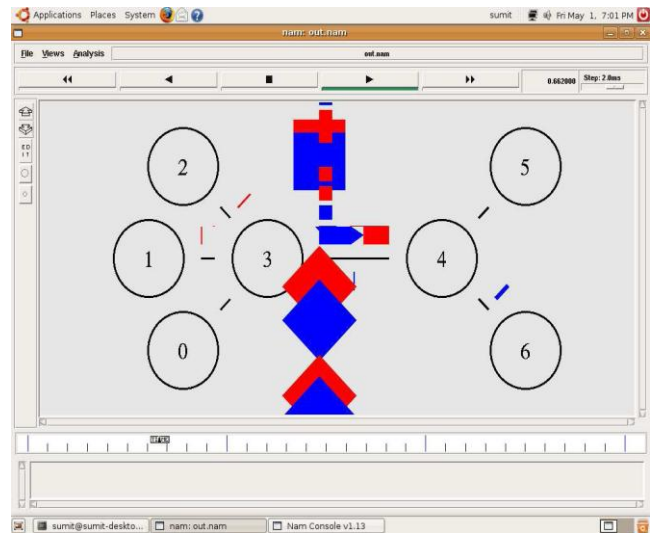 Applications Places System
sumit
Fri May 1, 7:01 PM
nam: out.nam
File Views Analysis
out.nam
0.662000
Step: 2.0ms
ED
IT
2
5
1
3
4
0
6
sumit@sumit-deskto...
nam: out.nam
Nam Console v1.13